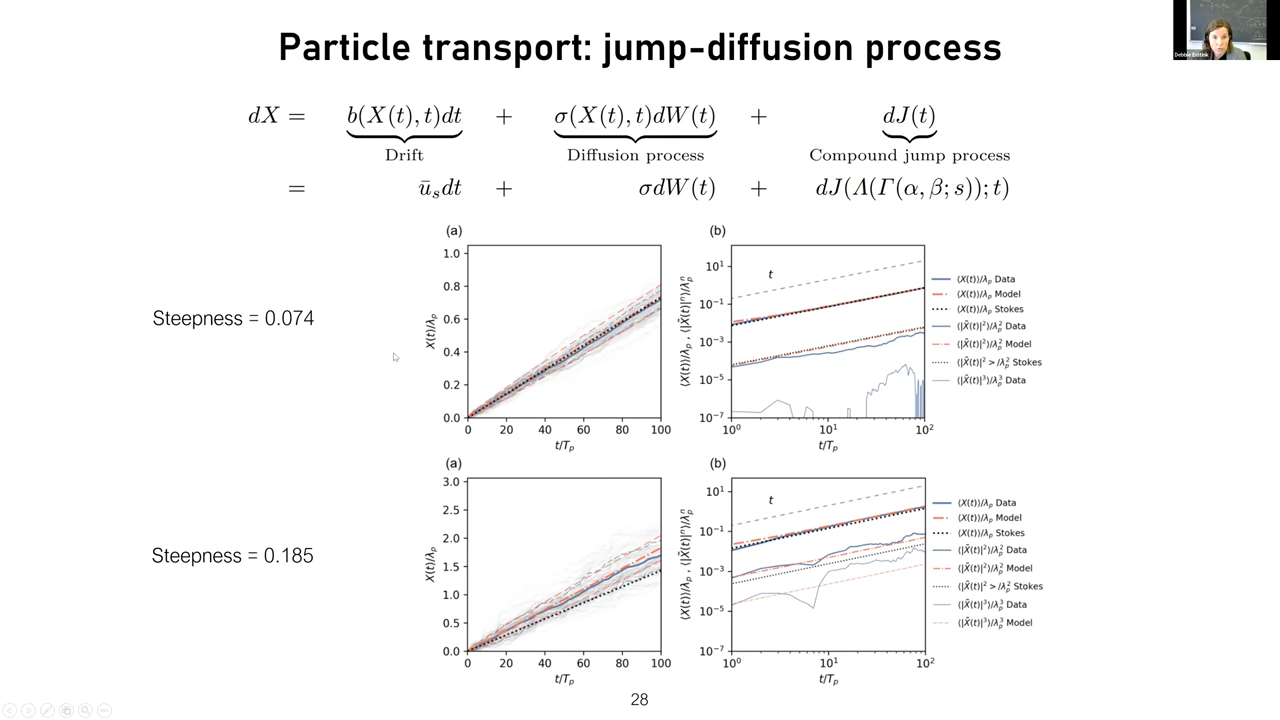 Particle transport: jump-diffusion process
dX = b(X(t), t)dt + σ(X(t), t)dW(t) + dJ(t)
Drift Diffusion process Compound jump process
= ū_s dt + σdW(t) + dJ(Λ(Γ(α, β; s)); t)
Steepness = 0.074
(a)
1.0
0.8
0.6
0.4
0.2
0.0
X(t)/λ_p
0 20 40 60 80 100
t/T_p
(b)
10^1
10^-1
10^-3
10^-5
10^-7
⟨X(t)⟩/λ_p , ⟨|X̃(t)|^n⟩/λ_p^n
t
10^0 10^1 10^2
t/T_p
⟨X(t)⟩/λ_p Data
⟨X(t)⟩/λ_p Model
⟨X(t)⟩/λ_p Stokes
⟨|X̃(t)|^2⟩/λ_p^2 Data
⟨|X̃(t)|^2⟩/λ_p^2 Model
⟨|X̃(t)|^2 >/λ_p^2 Stokes
⟨|X̃(t)|^3⟩/λ_p^3 Data
Steepness = 0.185
(a)
3.0
2.5
2.0
1.5
1.0
0.5
0.0
X(t)/λ_p
0 20 40 60 80 100
t/T_p
(b)
10^1
10^-1
10^-3
10^-5
10^-7
⟨X(t)⟩/λ_p , ⟨|X̃(t)|^n⟩/λ_p^n
t
10^0 10^1 10^2
t/T_p
⟨X(t)⟩/λ_p Data
⟨X(t)⟩/λ_p Model
⟨X(t)⟩/λ_p Stokes
⟨|X̃(t)|^2⟩/λ_p^2 Data
⟨|X̃(t)|^2⟩/λ_p^2 Model
⟨|X̃(t)|^2 >/λ_p^2 Stokes
⟨|X̃(t)|^3⟩/λ_p^3 Data
⟨|X̃(t)|^3⟩/λ_p^3 Model
28